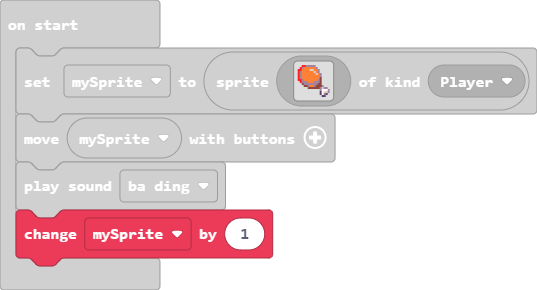 on start
set mySprite to sprite of kind Player
move mySprite with buttons
play sound ba ding
change mySprite by 1